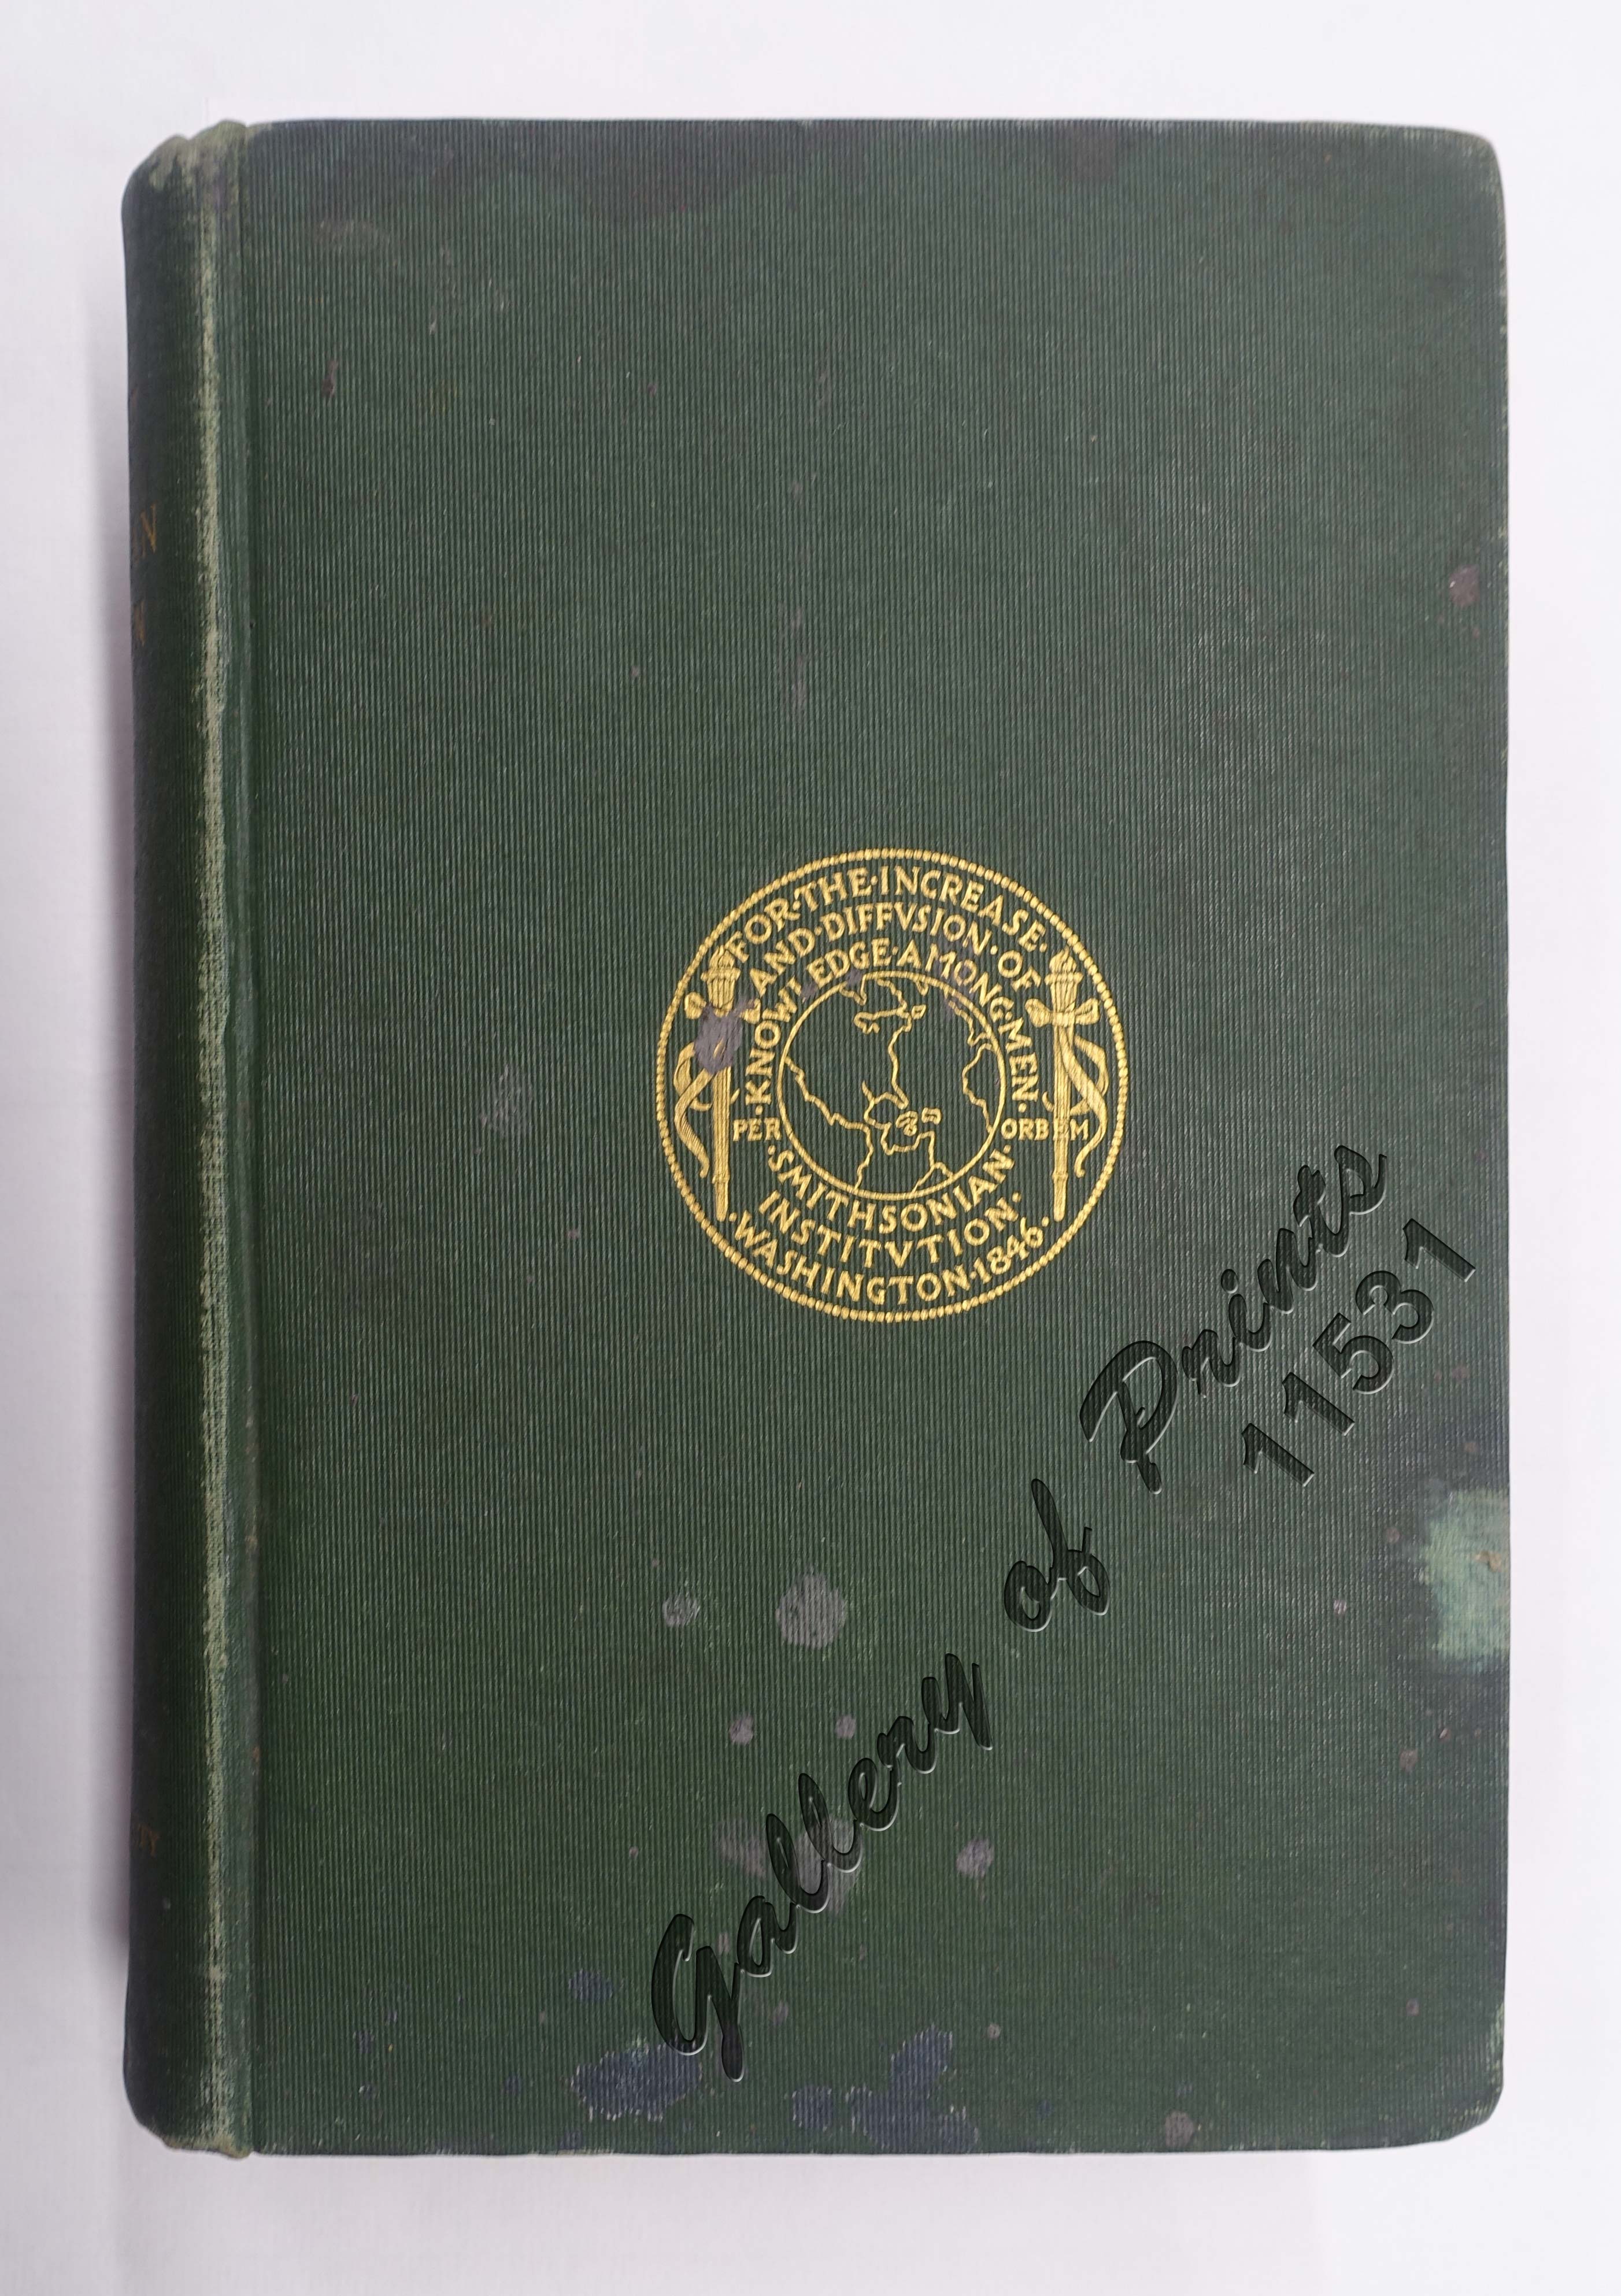 FOR·THE·INCREASE·
AND·DIFFVSION·OF
·KNOWLEDGE·AMONG·MEN·
PER ORBEM
·SMITHSONIAN·
INSTITVTION·
·WASHINGTON·1846·
Gallery of Prints
11531